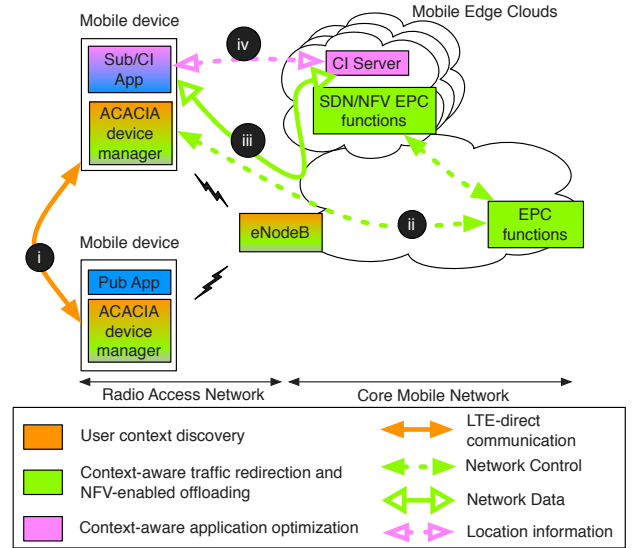 Mobile device
Mobile Edge Clouds
Sub/CI
App
iv
CI Server
SDN/NFV EPC
functions
ACACIA
device
manager
iii
ii
EPC
functions
eNodeB
i
Mobile device
Pub App
ACACIA
device
manager
Radio Access Network
Core Mobile Network
User context discovery
LTE-direct
communication
Context-aware traffic redirection and
NFV-enabled offloading
Network Control
Network Data
Context-aware application optimization
Location information